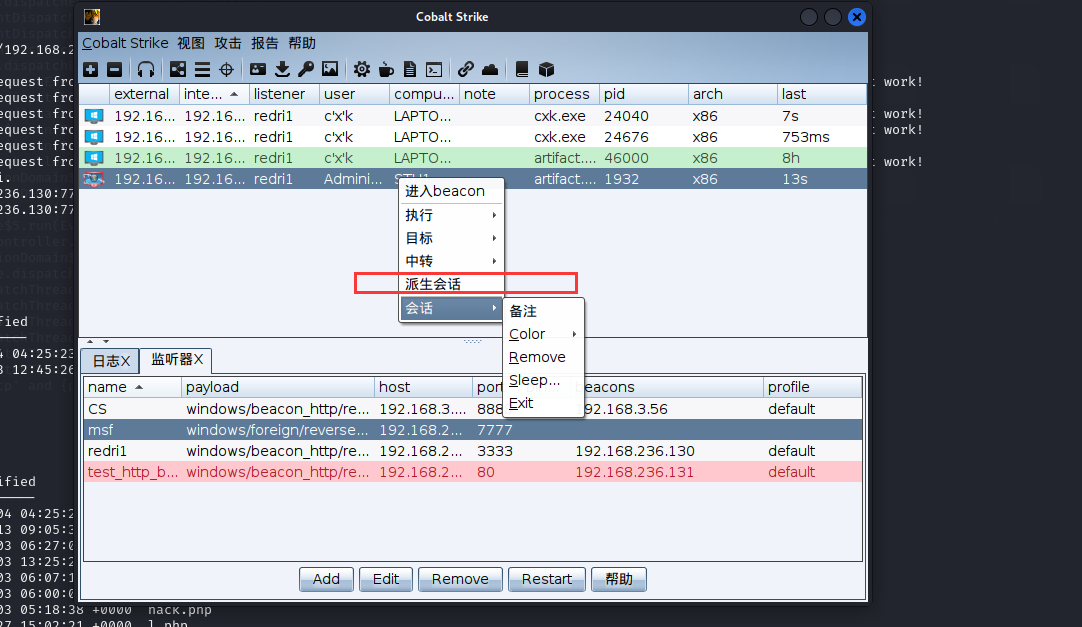 Cobalt Strike
Cobalt Strike 视图 攻击 报告 帮助
/192.168.2
equest fro
equest fro
equest fro
equest fro
equest fro
equest fro
t work!
t work!
t work!
t work!
i.
236.130:77
236.130:77
external inte... listener user compu... note process pid arch last
192.16... 192.16... redri1 c'x'k LAPTO... cxk.exe 24040 x86 7s
192.16... 192.16... redri1 c'x'k LAPTO... cxk.exe 24676 x86 753ms
192.16... 192.16... redri1 c'x'k LAPTO... artifact.... 46000 x86 8h
192.16... 192.16... redri1 Admini... artifact.... 1932 x86 13s
进入beacon
执行
目标
中转
派生会话
会话
备注
Color
Remove
Sleep...
Exit
fied
4 04:25:23
3 12:45:26
日志X 监听器X
name payload host port beacons profile
CS windows/beacon_http/re... 192.168.3.... 888 192.168.3.56 default
msf windows/foreign/reverse... 192.168.2... 7777
redri1 windows/beacon_http/re... 192.168.2... 3333 192.168.236.130 default
test_http_b... windows/beacon_http/re... 192.168.2... 80 192.168.236.131 default
Add Edit Remove Restart 帮助
ified
04 04:25:2
13 09:05:3
03 06:27:0
03 13:25:2
03 06:07:1
03 06:00:0
03 05:18:38 +0000 hack.php
27 15:02:21 +0000 1.php